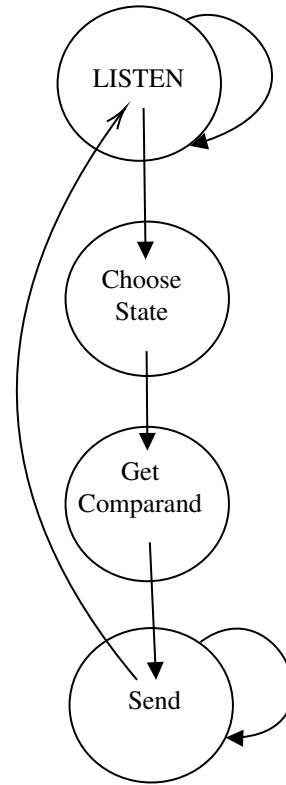 LISTEN
Choose
State
Get
Comparand
Send